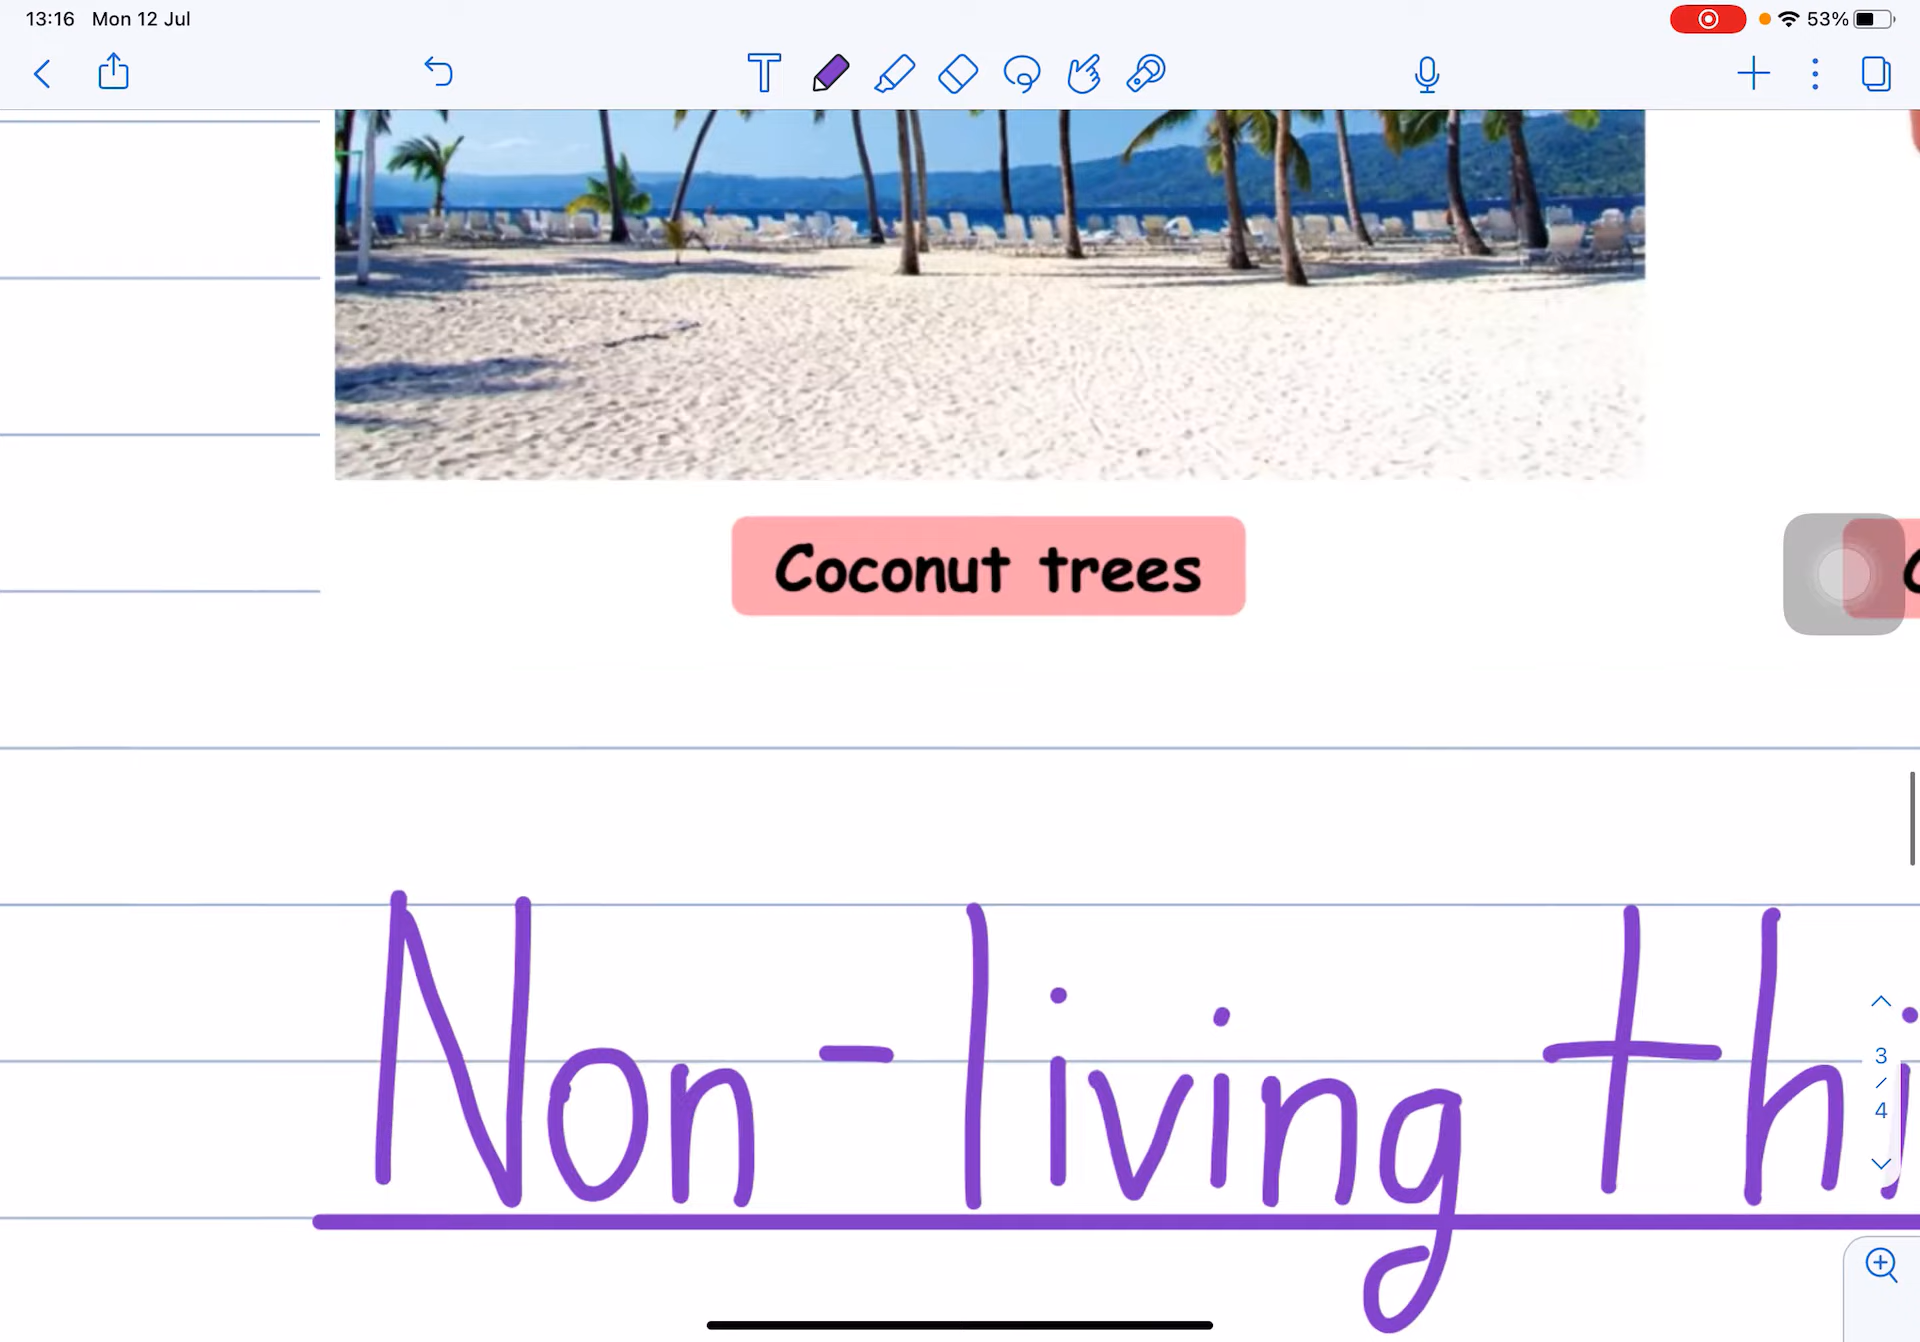 13:16 Mon 12 Jul 53%
Coconut trees
Non-living thi
3
/
4